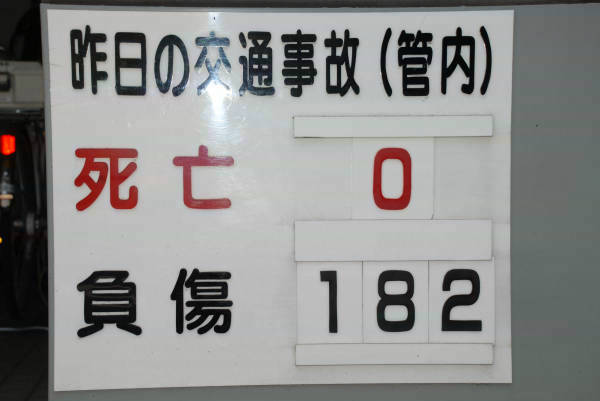 昨日の交通事故(管内)
死亡 0
負傷 182